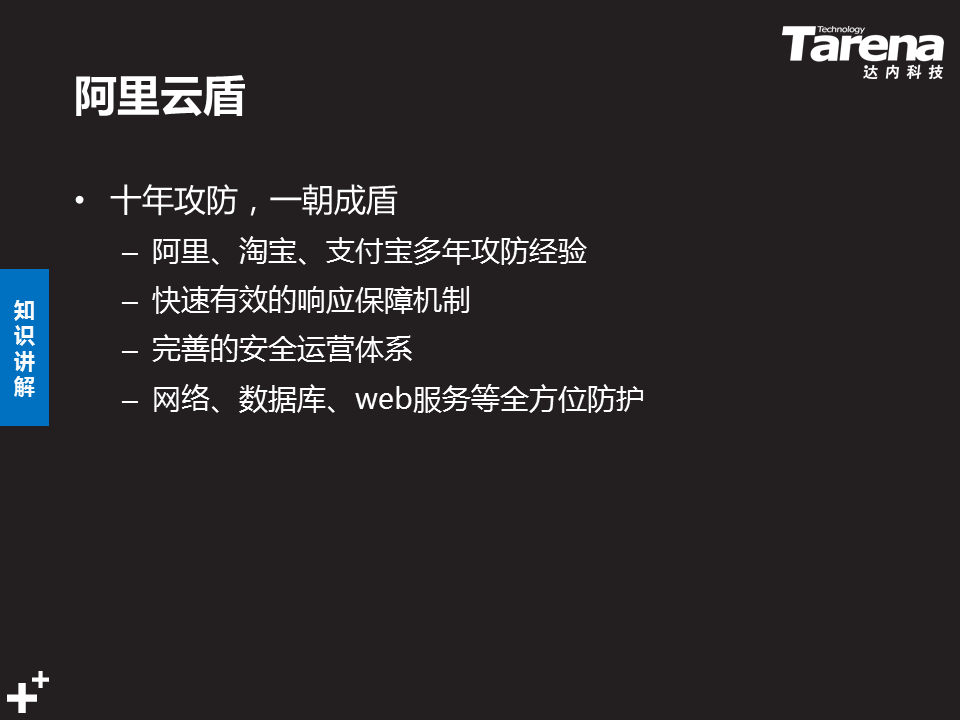 Technology
Tarena
达内科技
阿里云盾
• 十年攻防，一朝成盾
– 阿里、淘宝、支付宝多年攻防经验
– 快速有效的响应保障机制
– 完善的安全运营体系
– 网络、数据库、web服务等全方位防护
知
识
讲
解